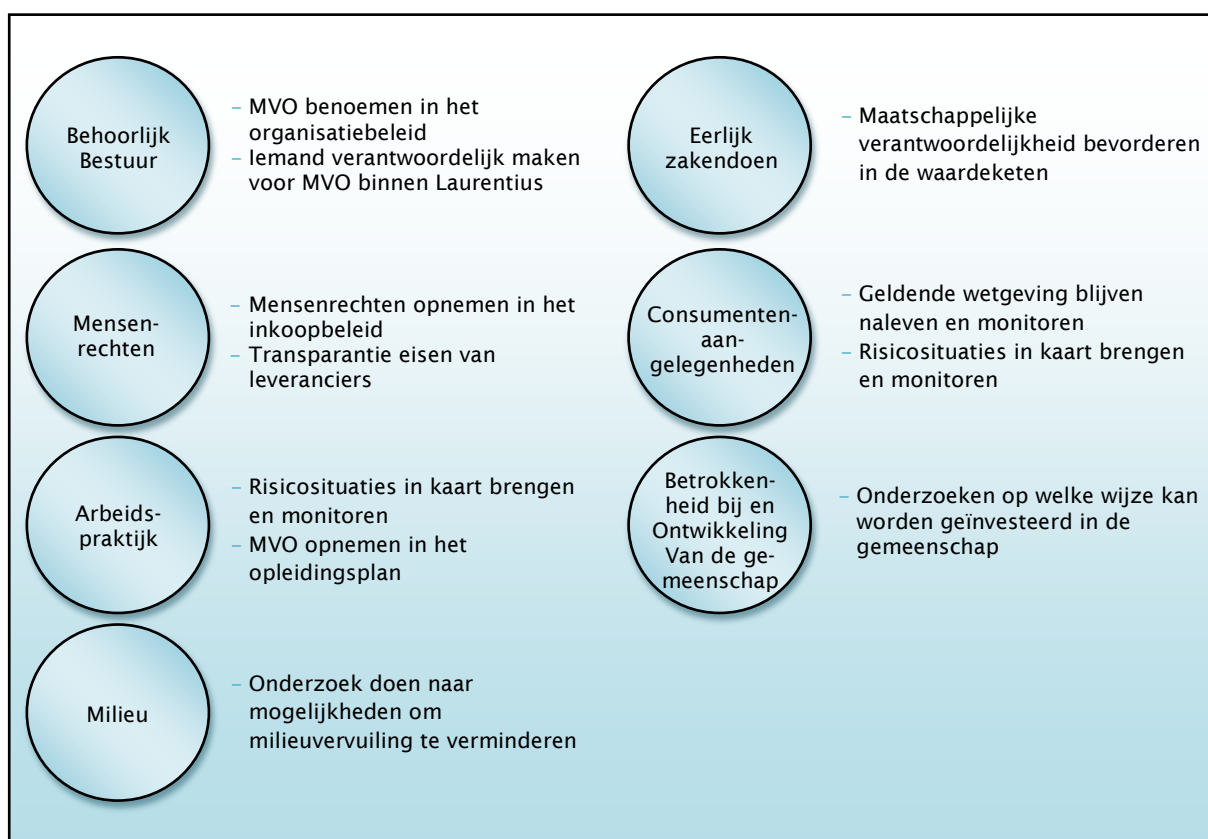 Behoorlijk
Bestuur
– MVO benoemen in het
organisatiebeleid
– Iemand verantwoordelijk maken
voor MVO binnen Laurentius
Mensen-
rechten
– Mensenrechten opnemen in het
inkoopbeleid
– Transparantie eisen van
leveranciers
Arbeids-
praktijk
– Risicosituaties in kaart brengen
en monitoren
– MVO opnemen in het
opleidingsplan
Milieu
– Onderzoek doen naar
mogelijkheden om
milieuvervuiling te verminderen
Eerlijk
zakendoen
– Maatschappelijke
verantwoordelijkheid bevorderen
in de waardeketen
Consumenten-
aan-
gelegenheden
– Geldende wetgeving blijven
naleven en monitoren
– Risicosituaties in kaart brengen
en monitoren
Betrokken-
heid bij en
Ontwikkeling
Van de ge-
meenschap
– Onderzoeken op welke wijze kan
worden geïnvesteerd in de
gemeenschap